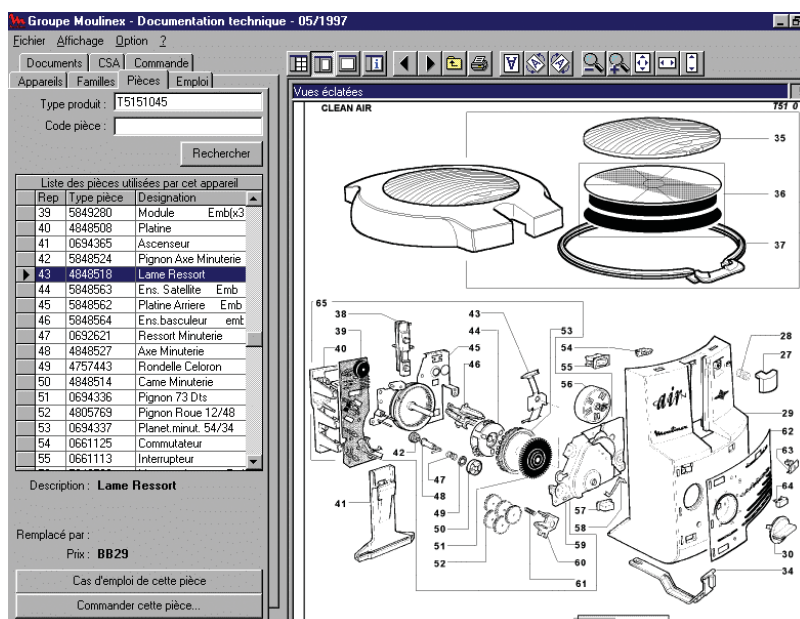 Groupe Moulinex - Documentation technique - 05/1997
Fichier Affichage Option ?
Documents CSA Commande
Appareils Familles Pièces Emploi
Type produit : T5151045
Code pièce :
Rechercher
Liste des pièces utilisées par cet appareil
Rep Type pièce Designation
39 5849280 Module Emb(x3
40 4848508 Platine
41 0694365 Ascenseur
42 5848524 Pignon Axe Minuterie
43 4848518 Lame Ressort
44 5848563 Ens. Satellite Emb
45 5848562 Platine Arriere Emb
46 5848564 Ens.basculeur emt
47 0692621 Ressort Minuterie
48 4848527 Axe Minuterie
49 4757443 Rondelle Celoron
50 4848514 Came Minuterie
51 0694336 Pignon 73 Dts
52 4805769 Pignon Roue 12/48
53 0694337 Planet.minut. 54/34
54 0661125 Commutateur
55 0661113 Interrupteur
Description : Lame Ressort
Remplacé par :
Prix : BB29
Cas d'emploi de cette pièce
Commander cette pièce...
Vues éclatées
CLEAN AIR
T51 0
35
36
37
65
38
39
40
43
44
45
46
53
54
55
56
28
27
29
62
63
64
30
34
air
Moulinex
41
42
47
48
49
50
51
52
57
58
59
60
61